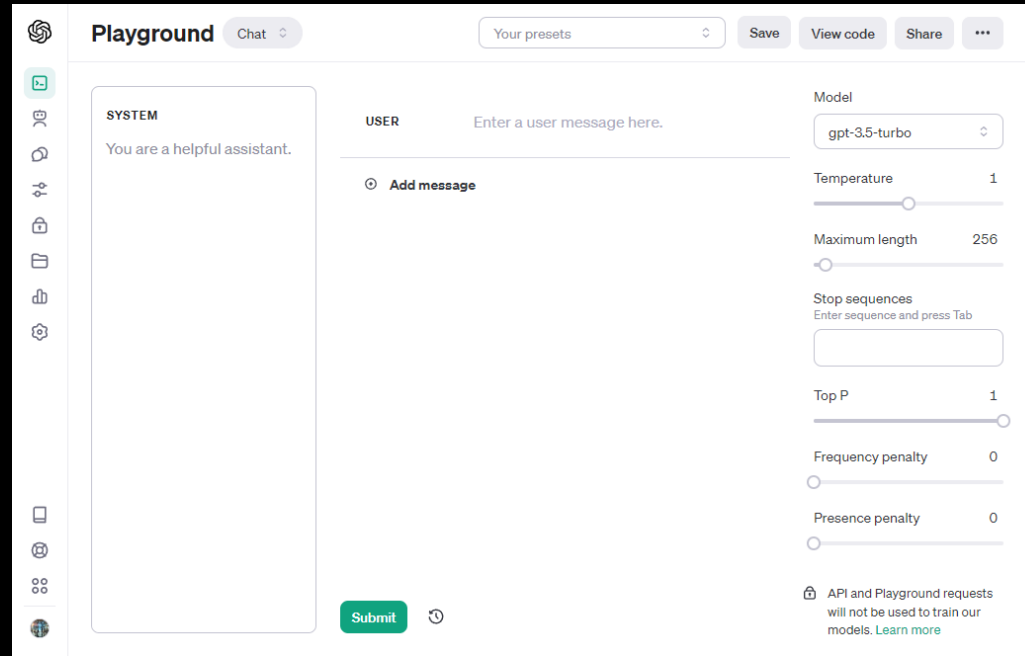 Playground
Chat
Your presets
Save
View code
Share
SYSTEM
You are a helpful assistant.
USER
Enter a user message here.
Add message
Submit
Model
gpt-3.5-turbo
Temperature 1
Maximum length 256
Stop sequences
Enter sequence and press Tab
Top P 1
Frequency penalty 0
Presence penalty 0
API and Playground requests
will not be used to train our
models. Learn more